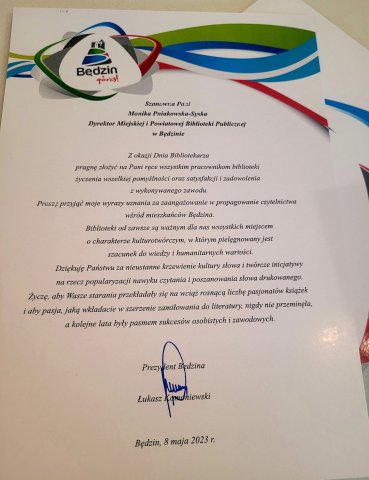 Będzin
górą!
Szanowna Pani
Monika Pniakowska-Syska
Dyrektor Miejskiej i Powiatowej Biblioteki Publicznej
w Będzinie
Z okazji Dnia Bibliotekarza
pragnę złożyć na Pani ręce wszystkim pracownikom biblioteki
życzenia wszelkiej pomyślności oraz satysfakcji i zadowolenia
z wykonywanego zawodu.
Proszę przyjąć moje wyrazy uznania za zaangażowanie w propagowanie czytelnictwa
wśród mieszkańców Będzina.
Biblioteki od zawsze są ważnym dla nas wszystkich miejscem
o charakterze kulturotwórczym, w którym pielęgnowany jest
szacunek do wiedzy i humanitarnych wartości.
Dziękuję Państwu za nieustanne krzewienie kultury słowa i twórcze inicjatywy
na rzecz popularyzacji nawyku czytania i poszanowania słowa drukowanego.
Życzę, aby Wasze starania przekładały się na wciąż rosnącą liczbę pasjonatów książek
i aby pasja, jaką wkładacie w szerzenie zamiłowania do literatury, nigdy nie przeminęła,
a kolejne lata były pasmem sukcesów osobistych i zawodowych.
Prezydent Będzina
Łukasz Komoniewski
Będzin, 8 maja 2023 r.